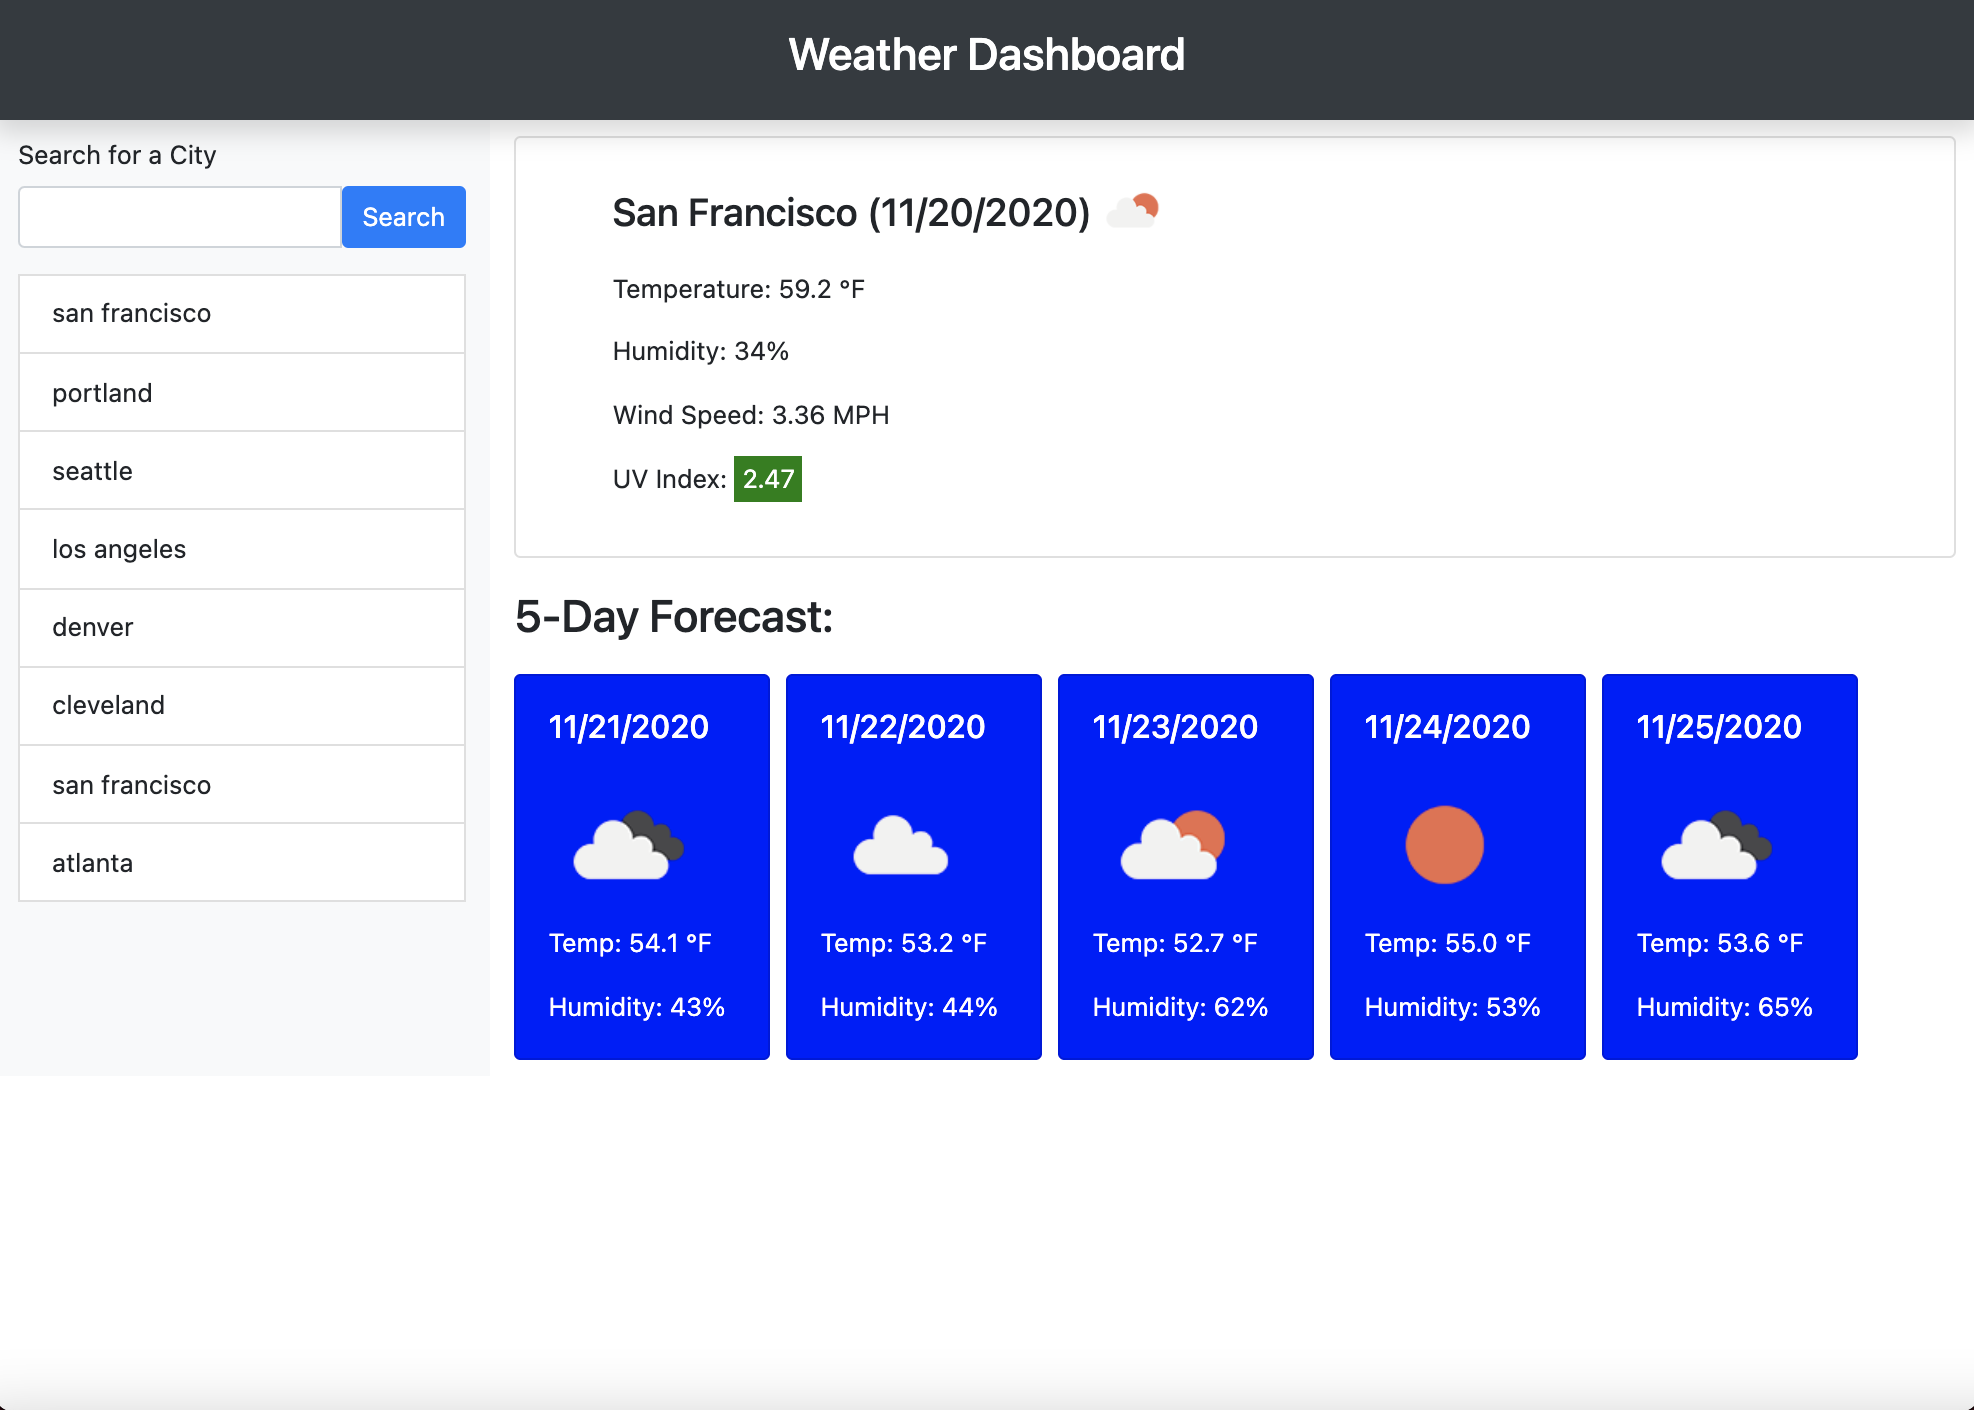 Weather Dashboard
Search for a City
Search
san francisco
portland
seattle
los angeles
denver
cleveland
san francisco
atlanta
San Francisco (11/20/2020)
Temperature: 59.2 °F
Humidity: 34%
Wind Speed: 3.36 MPH
UV Index: 2.47
5-Day Forecast:
11/21/2020
Temp: 54.1 °F
Humidity: 43%
11/22/2020
Temp: 53.2 °F
Humidity: 44%
11/23/2020
Temp: 52.7 °F
Humidity: 62%
11/24/2020
Temp: 55.0 °F
Humidity: 53%
11/25/2020
Temp: 53.6 °F
Humidity: 65%